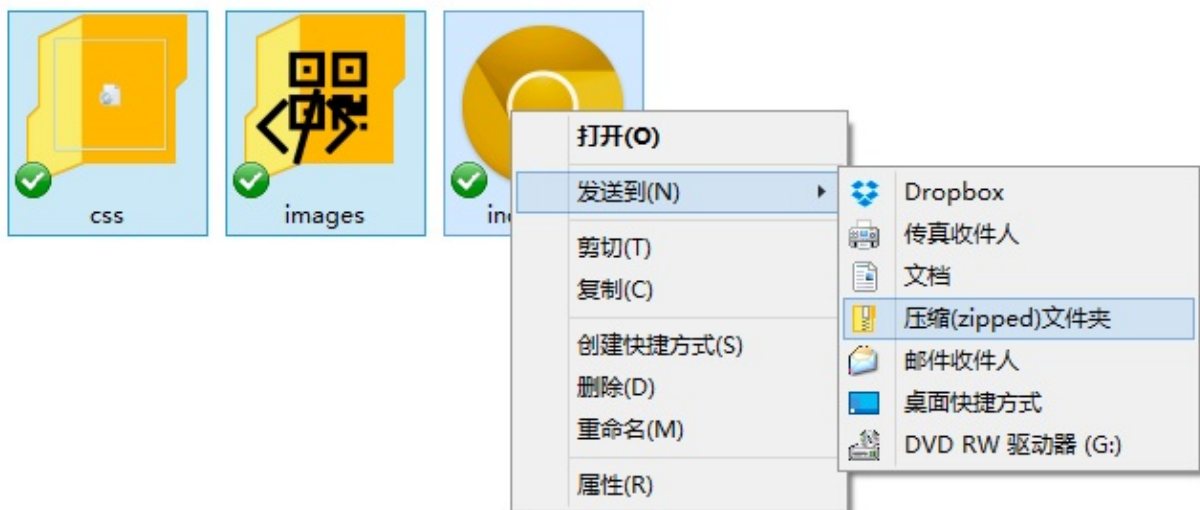 css
images
in
打开(O)
发送到(N)
剪切(T)
复制(C)
创建快捷方式(S)
删除(D)
重命名(M)
属性(R)
Dropbox
传真收件人
文档
压缩(zipped)文件夹
邮件收件人
桌面快捷方式
DVD RW 驱动器 (G:)